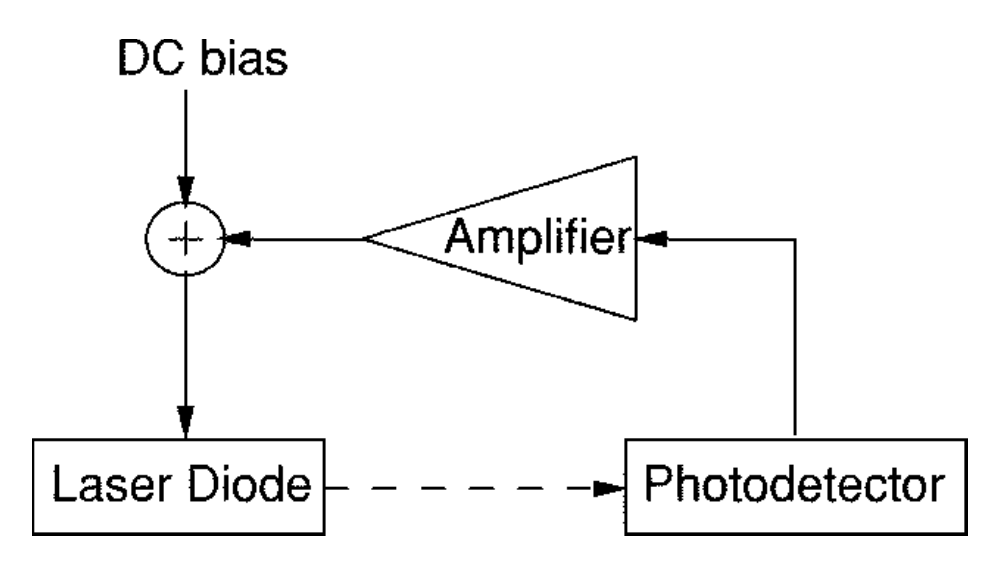 DC bias
+
Amplifier
Laser Diode
Photodetector